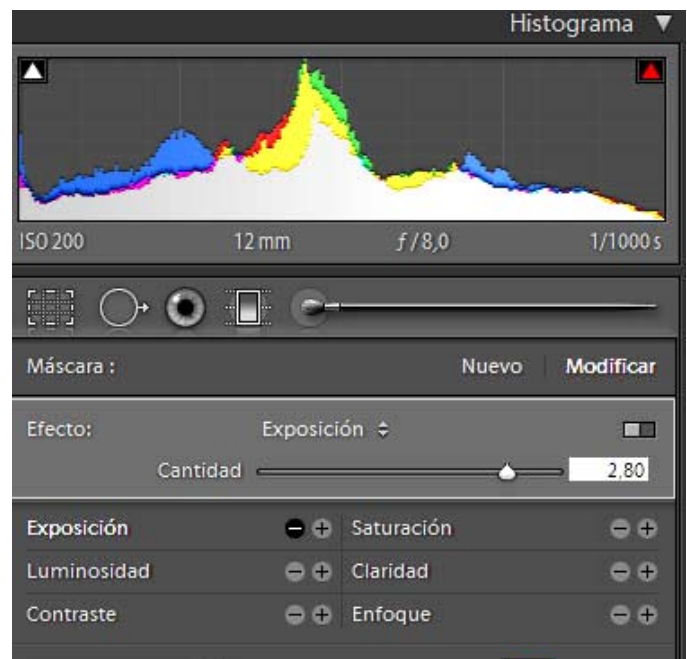 Histograma
ISO 200 12 mm ƒ / 8,0 1/1000 s
Máscara : Nuevo Modificar
Efecto: Exposición
Cantidad 2,80
Exposición Saturación
Luminosidad Claridad
Contraste Enfoque